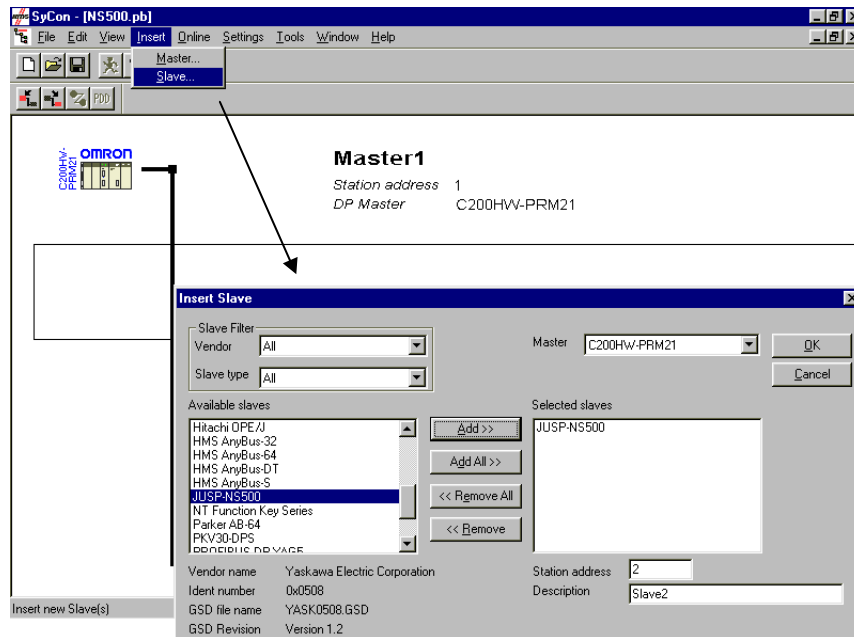 SyCon - [NS500.pb]
File Edit View Insert Online Settings Tools Window Help
Master...
Slave...
PDD
C200HW-
PRM21
OMRON
Master1
Station address 1
DP Master C200HW-PRM21
Insert Slave
Slave Filter
Vendor All
Slave type All
Master C200HW-PRM21
OK
Cancel
Available slaves
Hitachi OPE/J
HMS AnyBus-32
HMS AnyBus-64
HMS AnyBus-DT
HMS AnyBus-S
JUSP-NS500
NT Function Key Series
Parker AB-64
PKV30-DPS
PROFIBUS-DP YAG5
Add >>
Add All >>
<< Remove All
<< Remove
Selected slaves
JUSP-NS500
Vendor name Yaskawa Electric Corporation
Ident number 0x0508
GSD file name YASK0508.GSD
GSD Revision Version 1.2
Station address 2
Description Slave2
Insert new Slave(s)